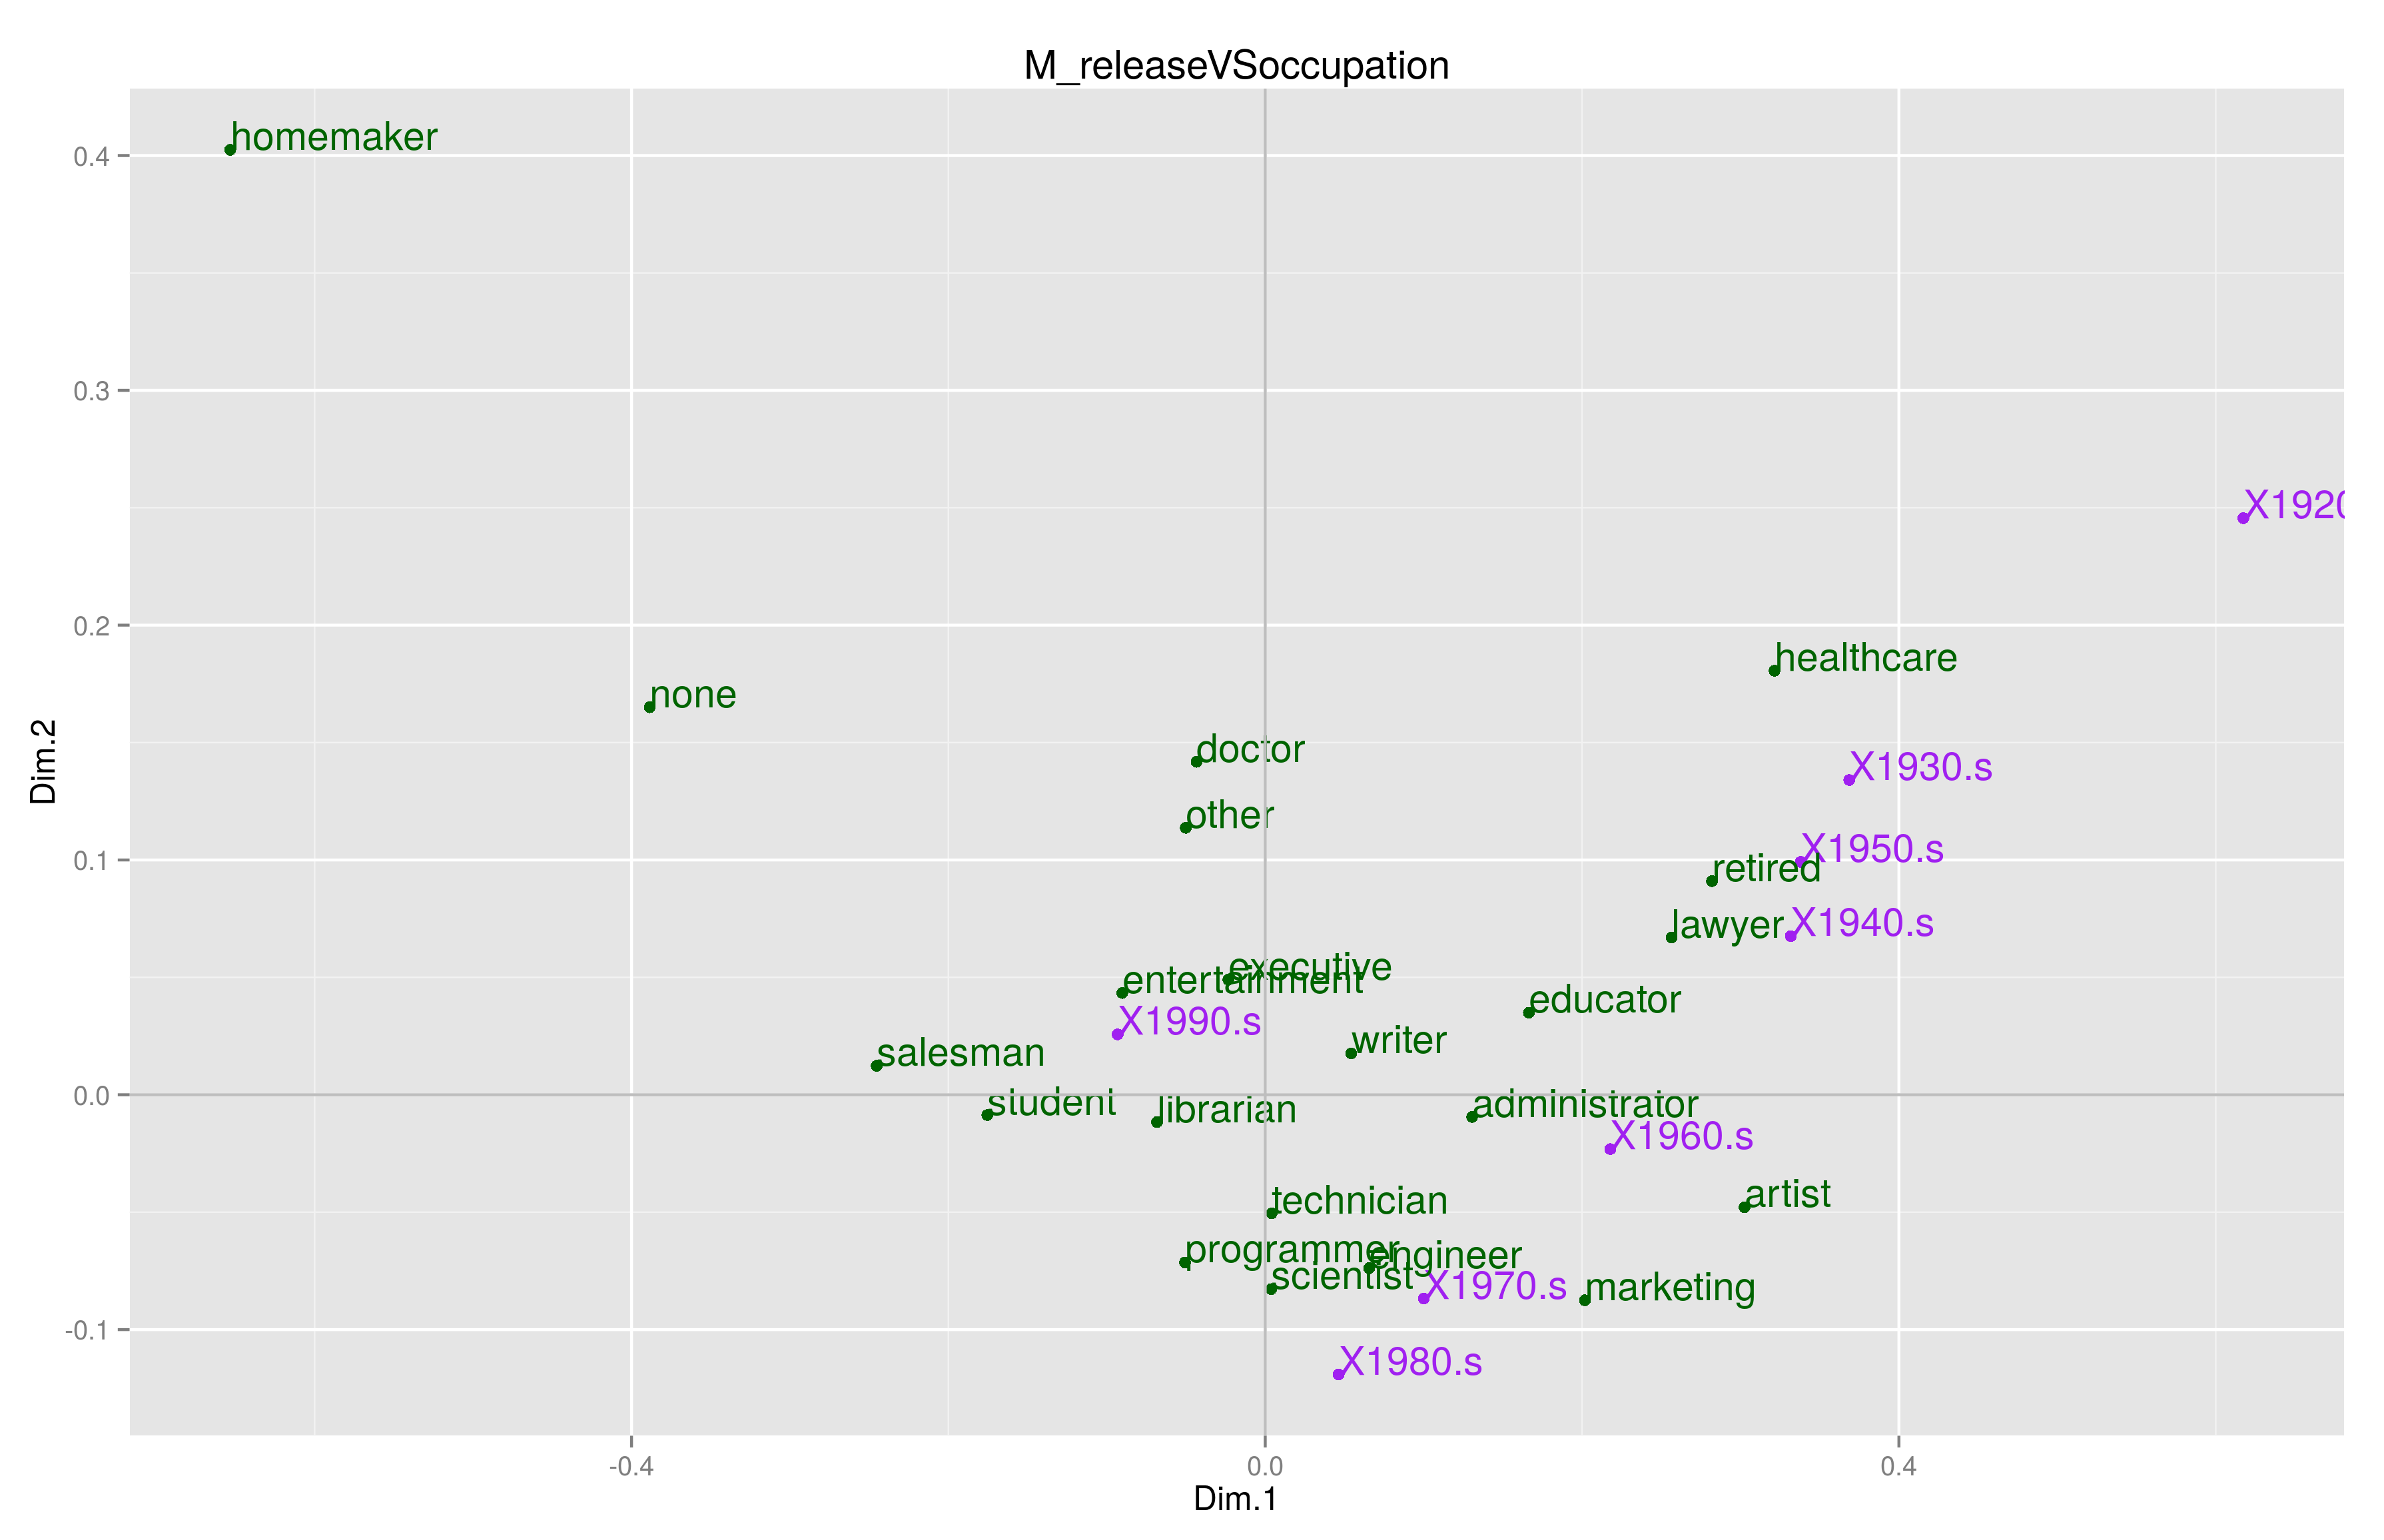 M_releaseVSoccupation
homemaker
0.4
0.3
X1920
0.2
healthcare
none
doctor
X1930.s
other
X1950.s
0.1
retired
lawyer
X1940.s
executive
entertainment
educator
X1990.s
writer
salesman
0.0
student
librarian
administrator
X1960.s
artist
technician
programmer
engineer
scientist
X1970.s
marketing
-0.1
X1980.s
-0.4
0.0
0.4
Dim.1
Dim.2